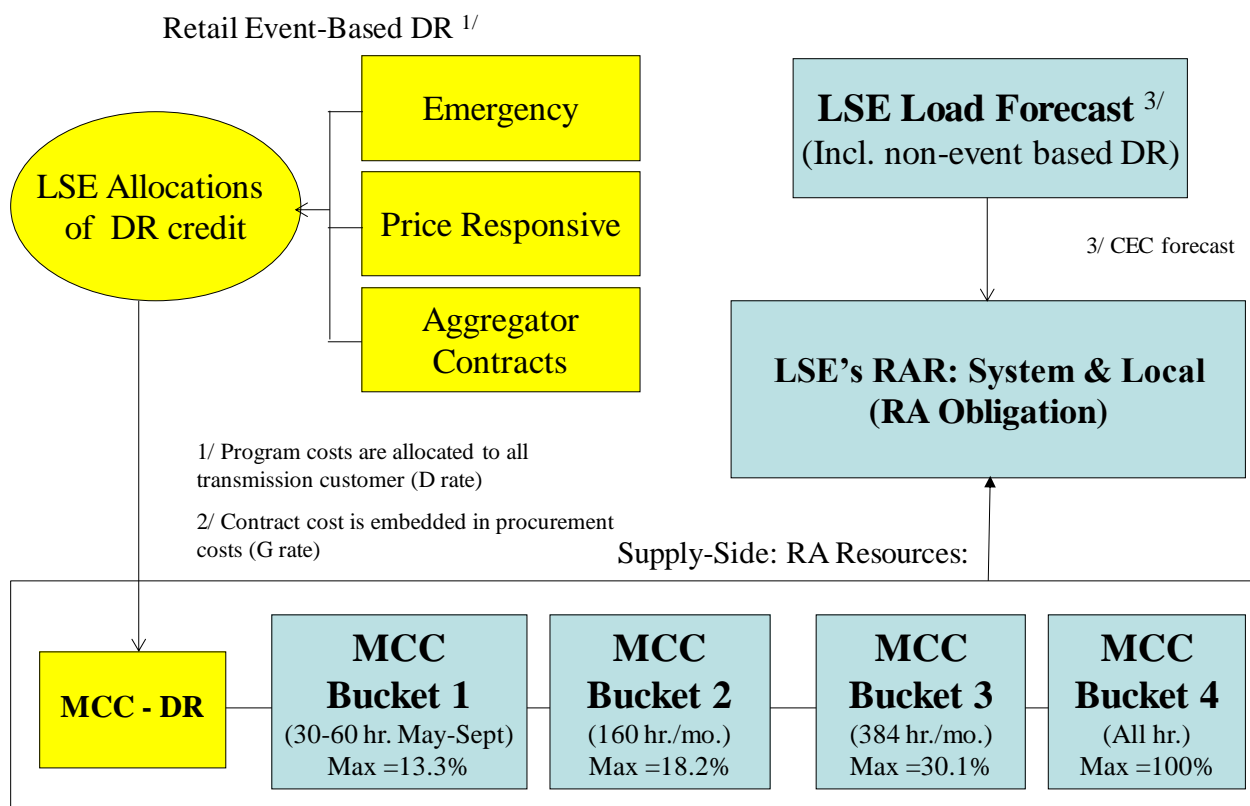 Retail Event-Based DR 1/
Emergency
LSE Load Forecast 3/
(Incl. non-event based DR)
LSE Allocations
of DR credit
Price Responsive
3/ CEC forecast
Aggregator
Contracts
LSE's RAR: System & Local
(RA Obligation)
1/ Program costs are allocated to all
transmission customer (D rate)
2/ Contract cost is embedded in procurement
costs (G rate)
Supply-Side: RA Resources:
MCC - DR
MCC
Bucket 1
(30-60 hr. May-Sept)
Max =13.3%
MCC
Bucket 2
(160 hr./mo.)
Max =18.2%
MCC
Bucket 3
(384 hr./mo.)
Max =30.1%
MCC
Bucket 4
(All hr.)
Max =100%